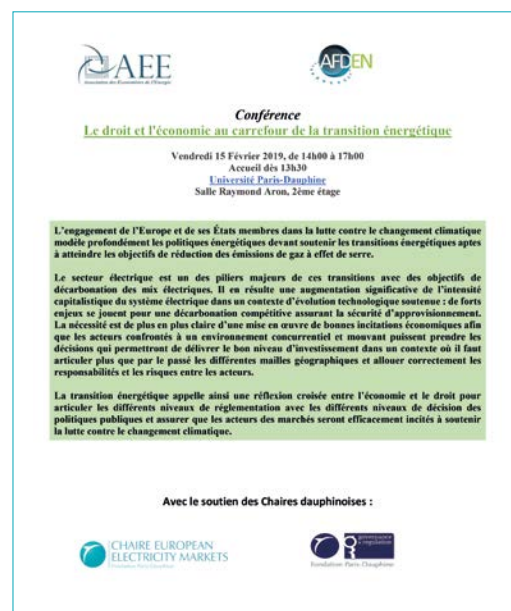 AEE
Association des Économistes de l'Énergie
AFDEN
Conférence
Le droit et l'économie au carrefour de la transition énergétique
Vendredi 15 Février 2019, de 14h00 à 17h00
Accueil dès 13h30
Université Paris-Dauphine
Salle Raymond Aron, 2ème étage
L'engagement de l'Europe et de ses États membres dans la lutte contre le changement climatique
modèle profondément les politiques énergétiques devant soutenir les transitions énergétiques aptes
à atteindre les objectifs de réduction des émissions de gaz à effet de serre.
Le secteur électrique est un des piliers majeurs de ces transitions avec des objectifs de
décarbonation des mix électriques. Il en résulte une augmentation significative de l'intensité
capitalistique du système électrique dans un contexte d'évolution technologique soutenue : de forts
enjeux se jouent pour une décarbonation compétitive assurant la sécurité d'approvisionnement.
La nécessité est de plus en plus claire d'une mise en œuvre de bonnes incitations économiques afin
que les acteurs confrontés à un environnement concurrentiel et mouvant puissent prendre les
décisions qui permettront de délivrer le bon niveau d'investissement dans un contexte où il faut
articuler plus que par le passé les différentes mailles géographiques et allouer correctement les
responsabilités et les risques entre les acteurs.
La transition énergétique appelle ainsi une réflexion croisée entre l'économie et le droit pour
articuler les différents niveaux de réglementation avec les différents niveaux de décision des
politiques publiques et assurer que les acteurs des marchés seront efficacement incités à soutenir
la lutte contre le changement climatique.
Avec le soutien des Chaires dauphinoises :
CHAIRE EUROPEAN
ELECTRICITY MARKETS
Fondation Paris-Dauphine
governance
& regulation
Fondation Paris-Dauphine